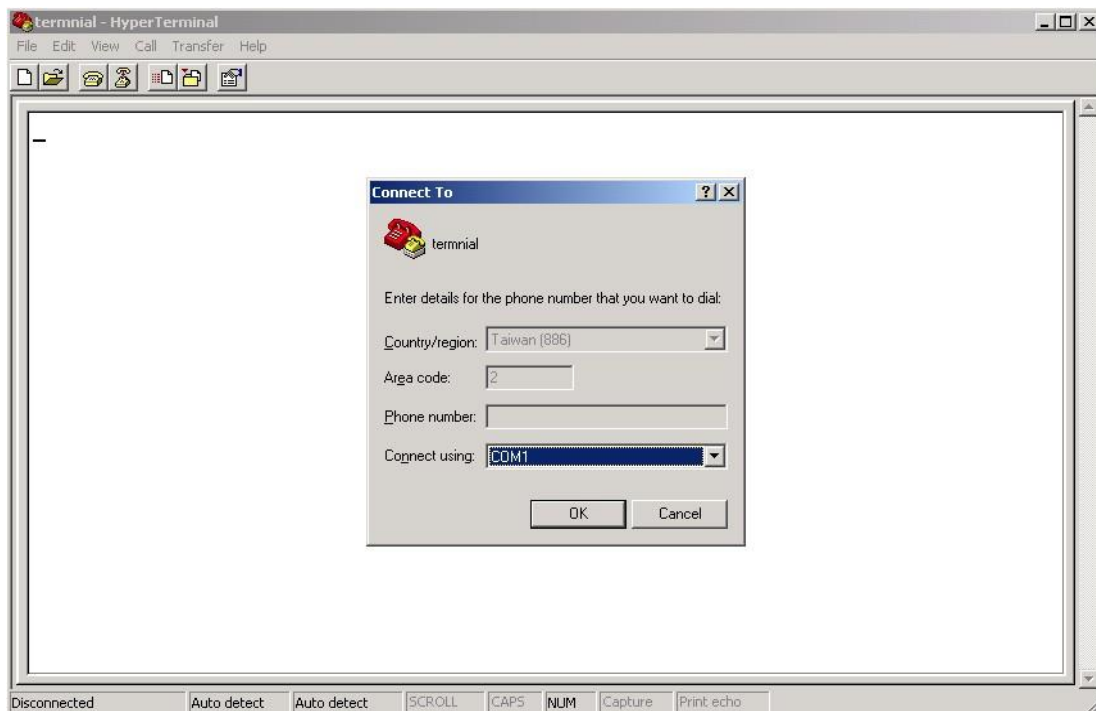 termnial - HyperTerminal
File Edit View Call Transfer Help
Connect To
termnial
Enter details for the phone number that you want to dial:
Country/region: Taiwan (886)
Area code: 2
Phone number:
Connect using: COM1
OK Cancel
Disconnected Auto detect Auto detect SCROLL CAPS NUM Capture Print echo